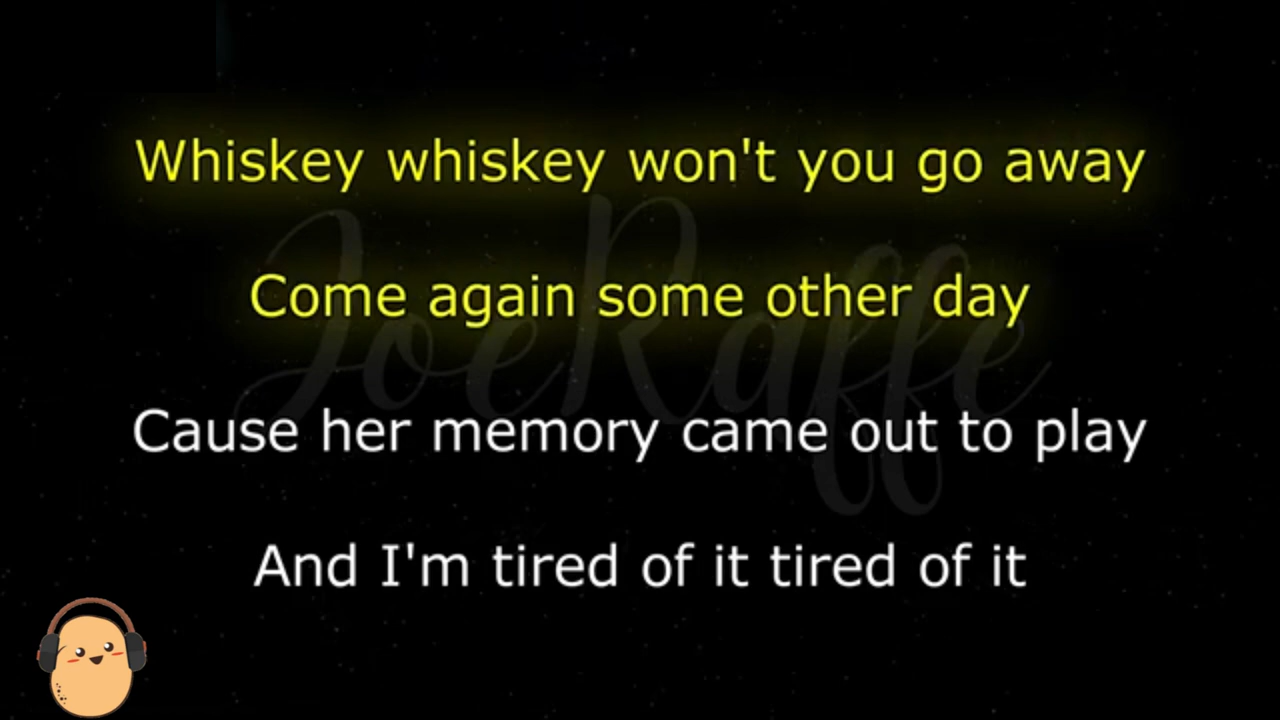 Whiskey whiskey won't you go away
Come again some other day
JoeRaffe
Cause her memory came out to play
And I'm tired of it tired of it